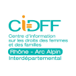 CIDFF
Centre d'Information
sur les droits des femmes
et des familles
Rhône - Arc Alpin
Interdépartemental